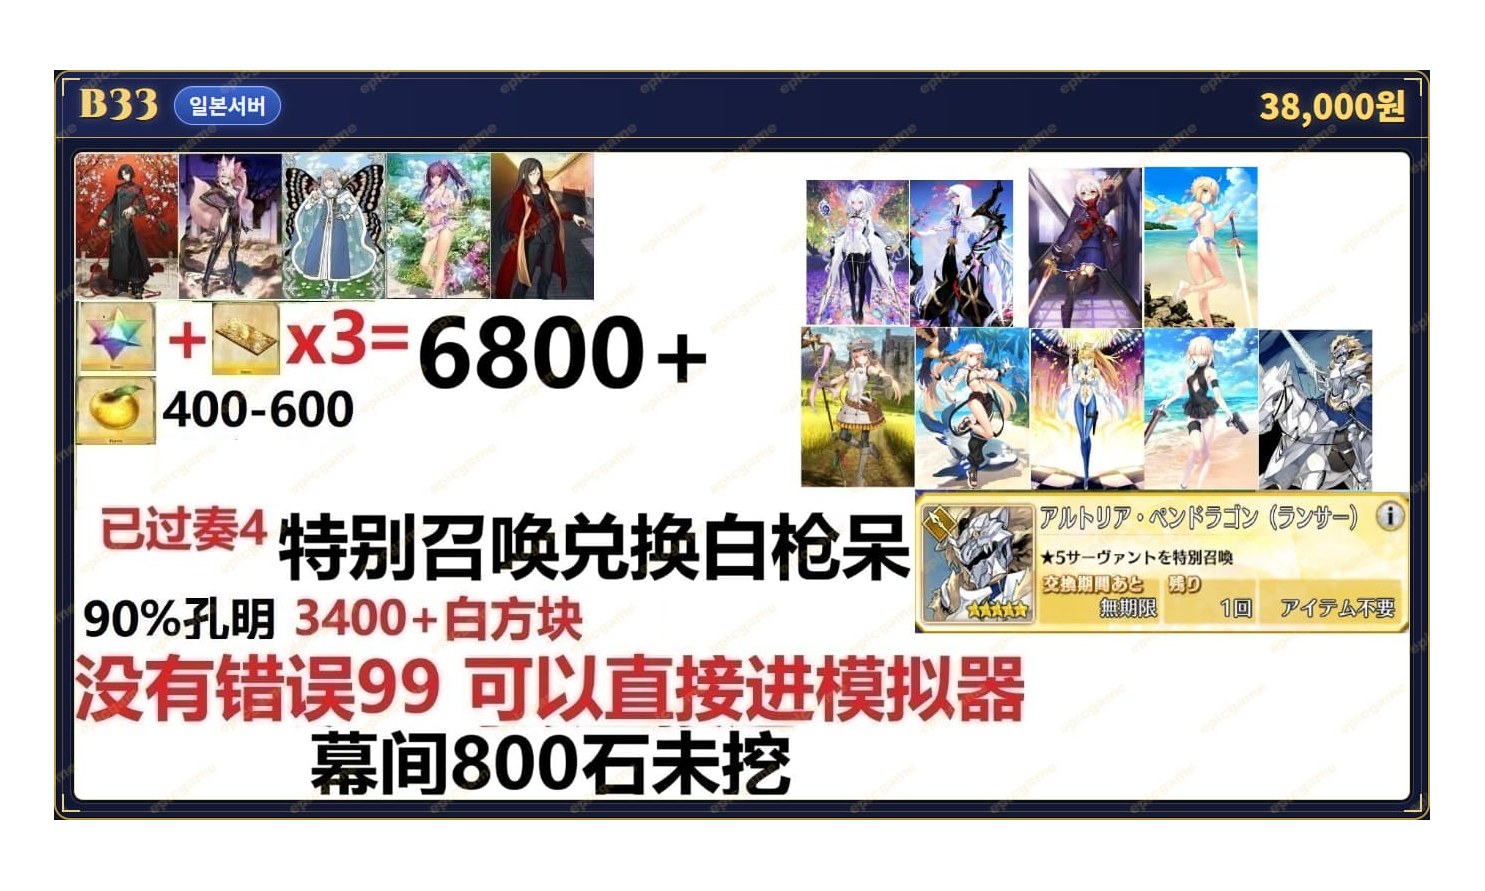 B33 일본서버 38,000원
+ x3= 6800+
400-600
已过奏4 特别召唤兑换白枪呆
アルトリア・ペンドラゴン（ランサー）
★5サーヴァントを特別召喚
交換期間あと 残り
無期限 1回 アイテム不要
90%孔明 3400+白方块
没有错误99 可以直接进模拟器
幕间800石未挖
epicgame